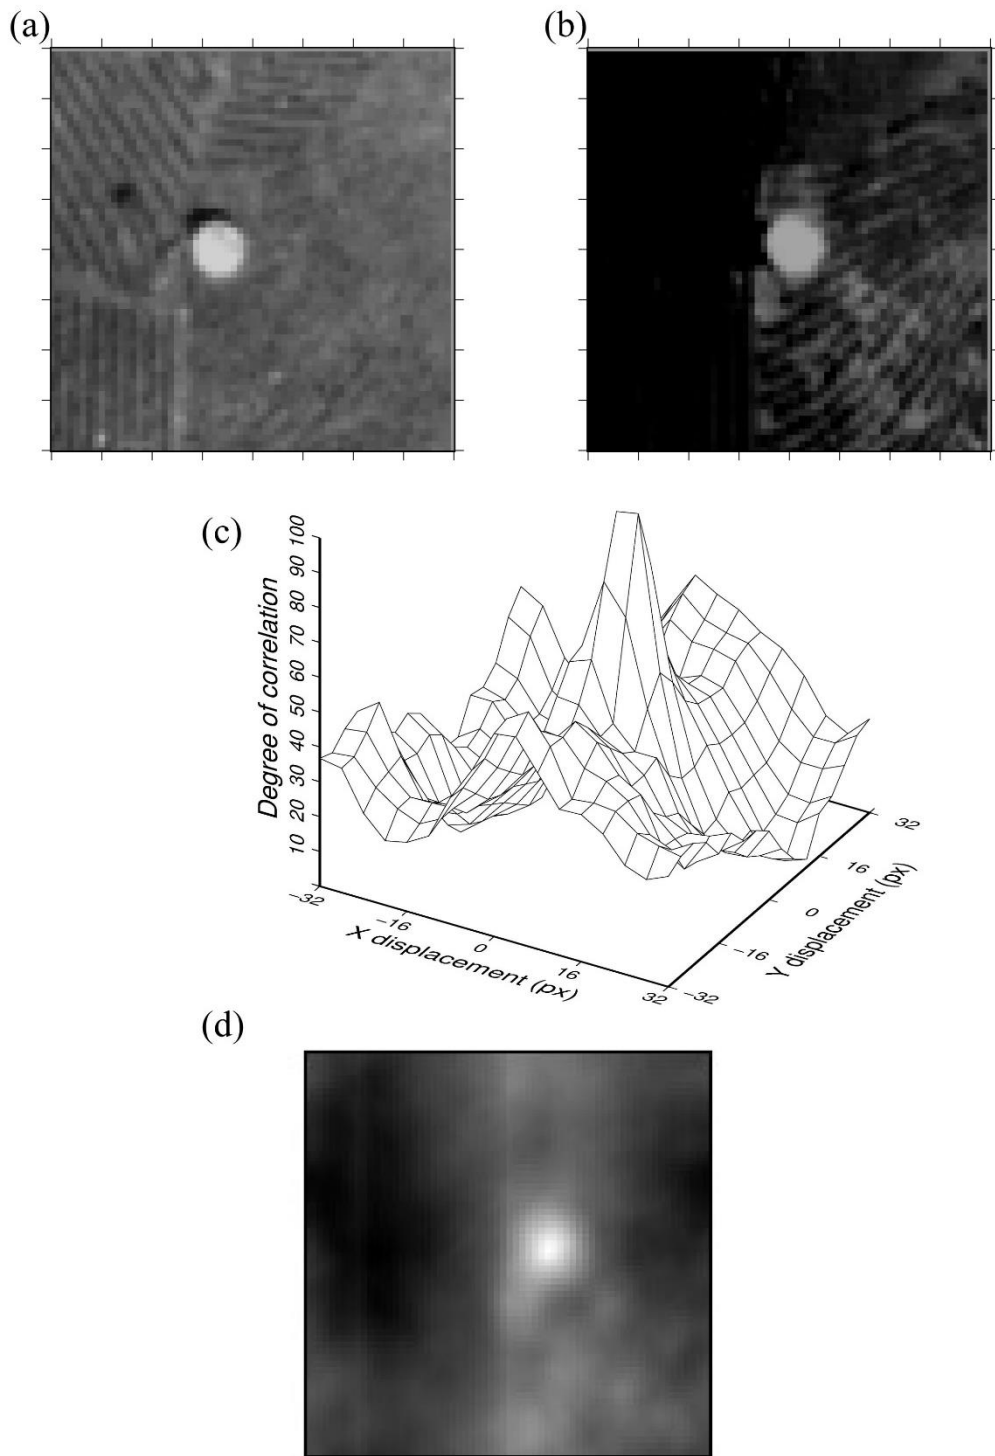 (a)
(b)
(c)
Degree of correlation
100
90
80
70
60
50
40
30
20
10
−32
−16
0
16
32
X displacement (px)
−32
−16
0
16
32
Y displacement (px)
(d)